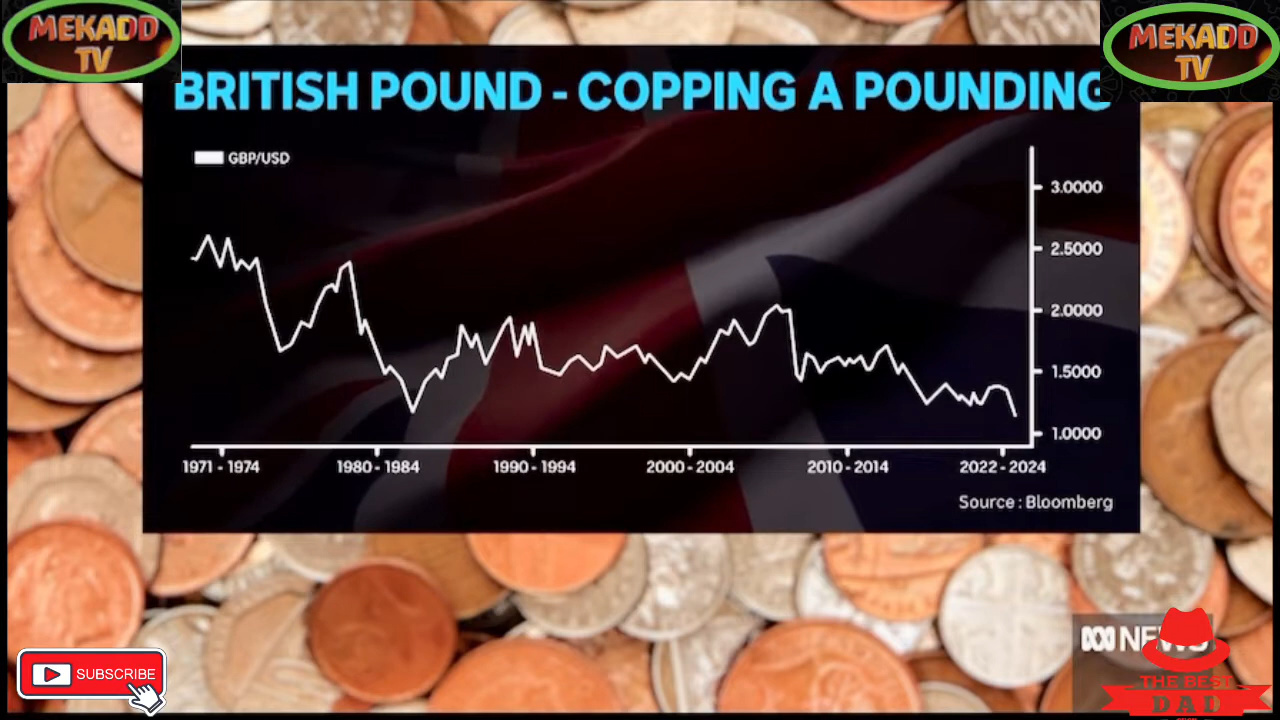 MEKADD
TV
MEKADD
TV
BRITISH POUND - COPPING A POUNDING
GBP/USD
3.0000
2.5000
2.0000
1.5000
1.0000
1971 - 1974 1980 - 1984 1990 - 1994 2000 - 2004 2010 - 2014 2022 - 2024
Source : Bloomberg
SUBSCRIBE
NEWS
THE BEST
DAD